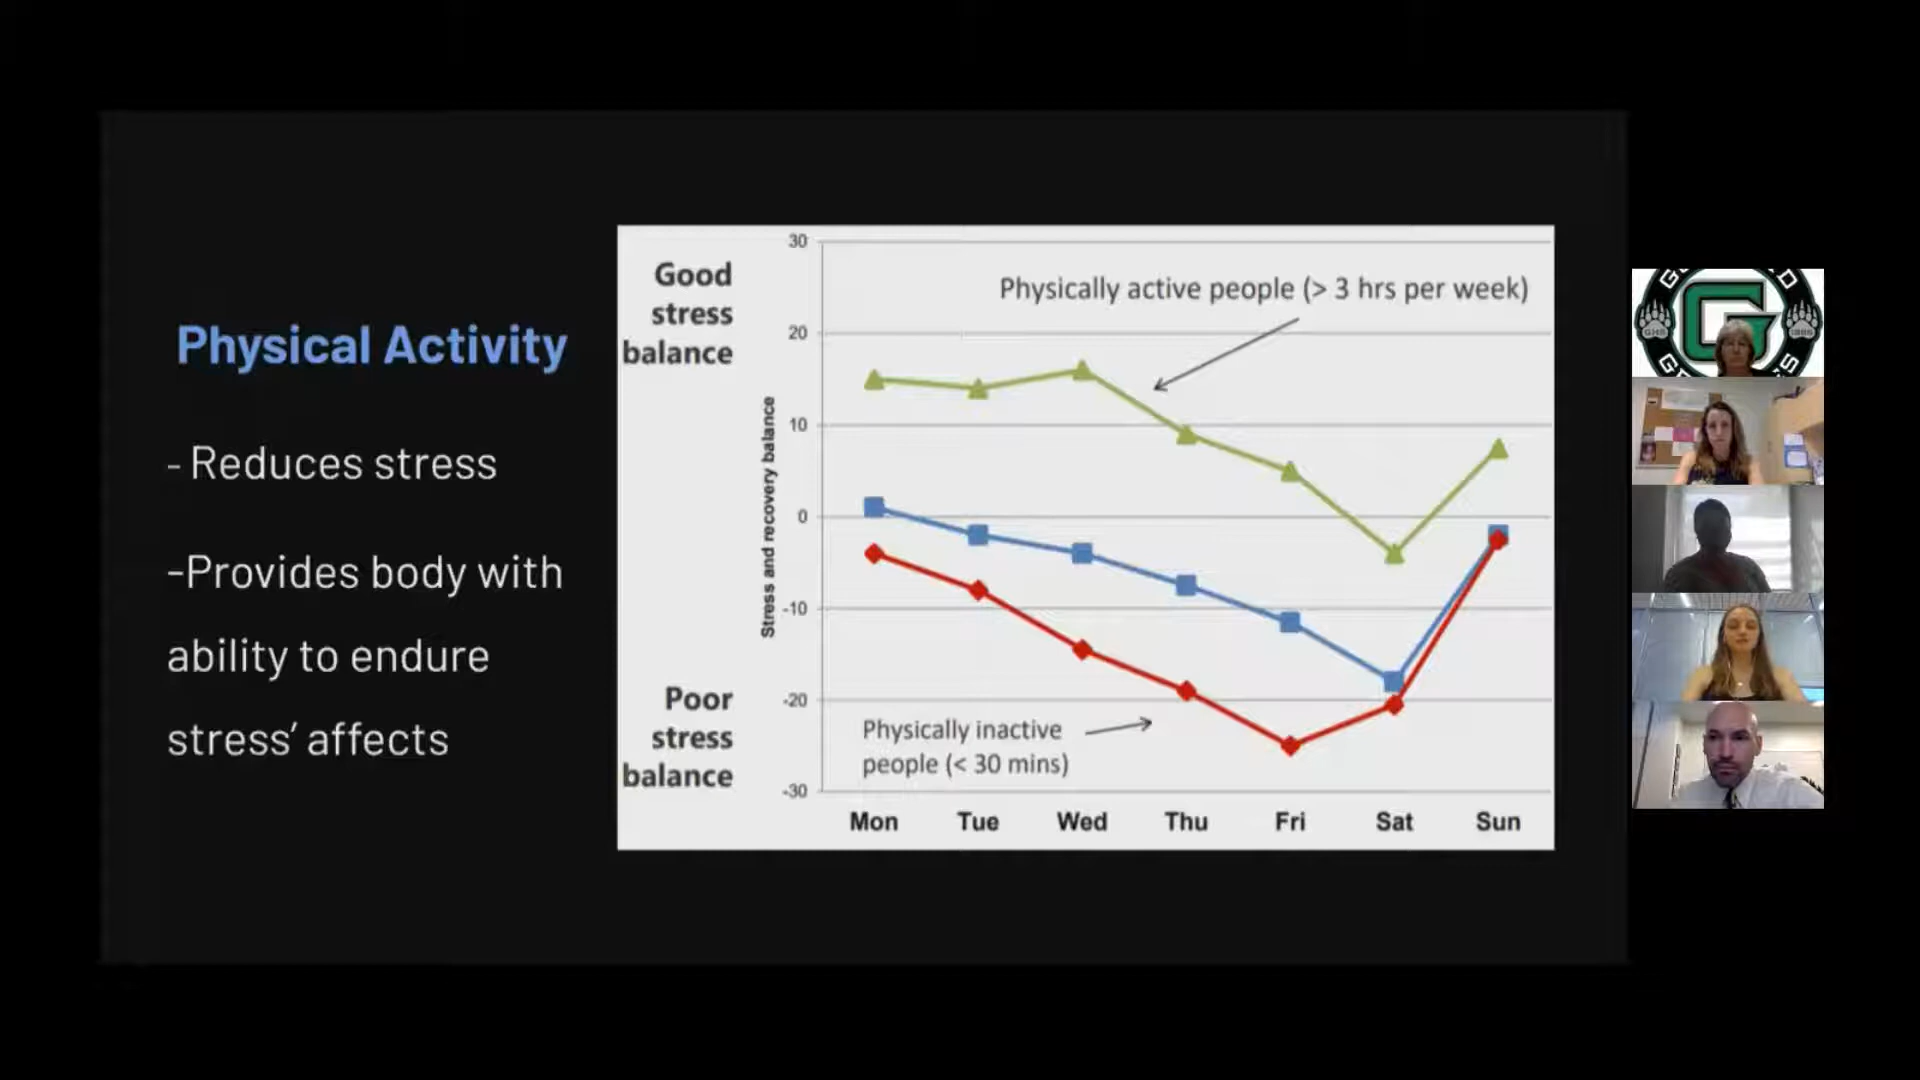 Physical Activity
- Reduces stress
-Provides body with
ability to endure
stress’ affects
Good
stress
balance
Poor
stress
balance
Stress and recovery balance
30
20
10
0
-10
-20
-30
Physically active people (> 3 hrs per week)
Physically inactive
people (< 30 mins)
Mon Tue Wed Thu Fri Sat Sun
G
GHS